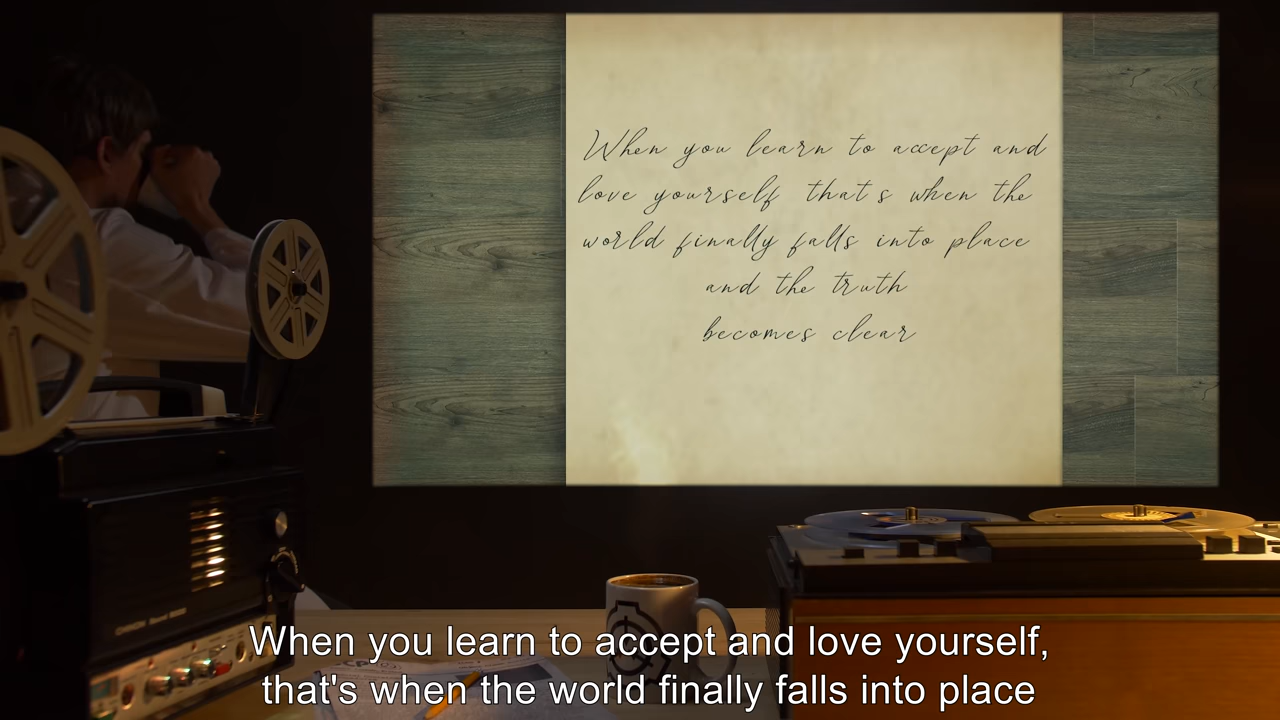 When you learn to accept and
love yourself that's when the
world finally falls into place
and the truth
becomes clear
When you learn to accept and love yourself,
that's when the world finally falls into place